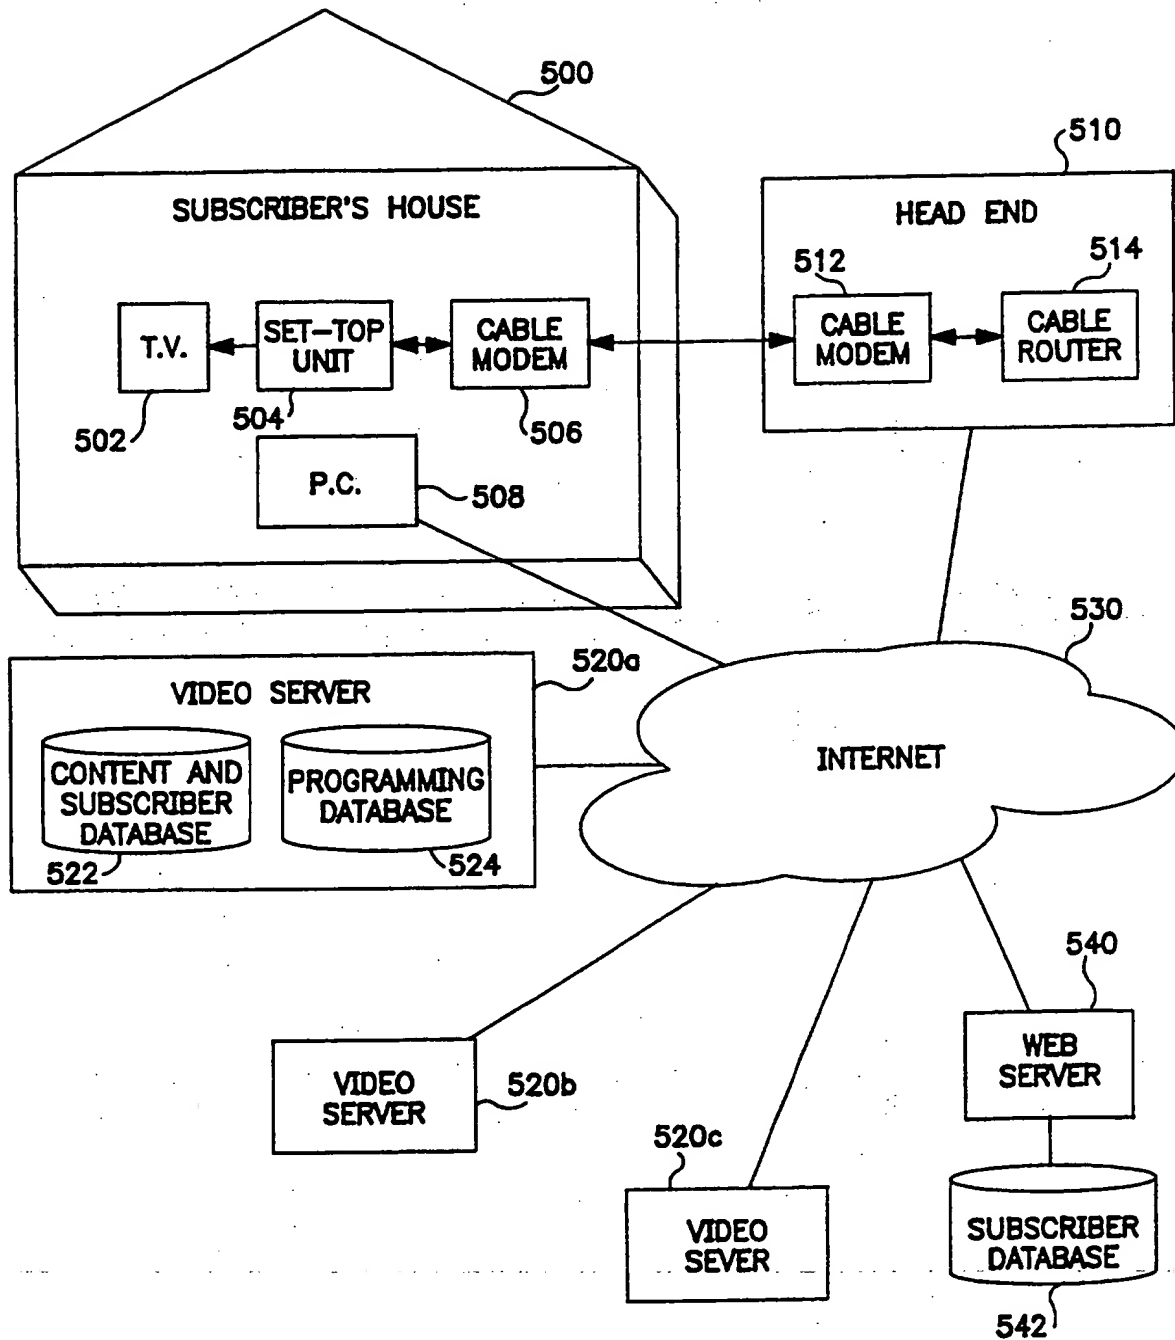 500
510
SUBSCRIBER'S HOUSE
HEAD END
512
514
T.V.
SET-TOP
UNIT
CABLE
MODEM
CABLE
MODEM
CABLE
ROUTER
502
504
506
P.C.
508
530
520a
VIDEO SERVER
CONTENT AND
SUBSCRIBER
DATABASE
PROGRAMMING
DATABASE
522
524
INTERNET
540
WEB
SERVER
VIDEO
SERVER
520b
520c
VIDEO
SEVER
SUBSCRIBER
DATABASE
542